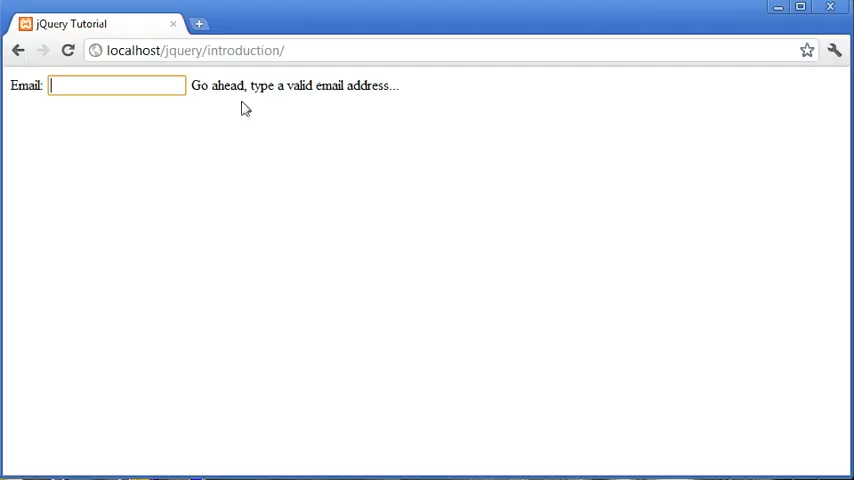 jQuery Tutorial
localhost/jquery/introduction/
Email: Go ahead, type a valid email address...